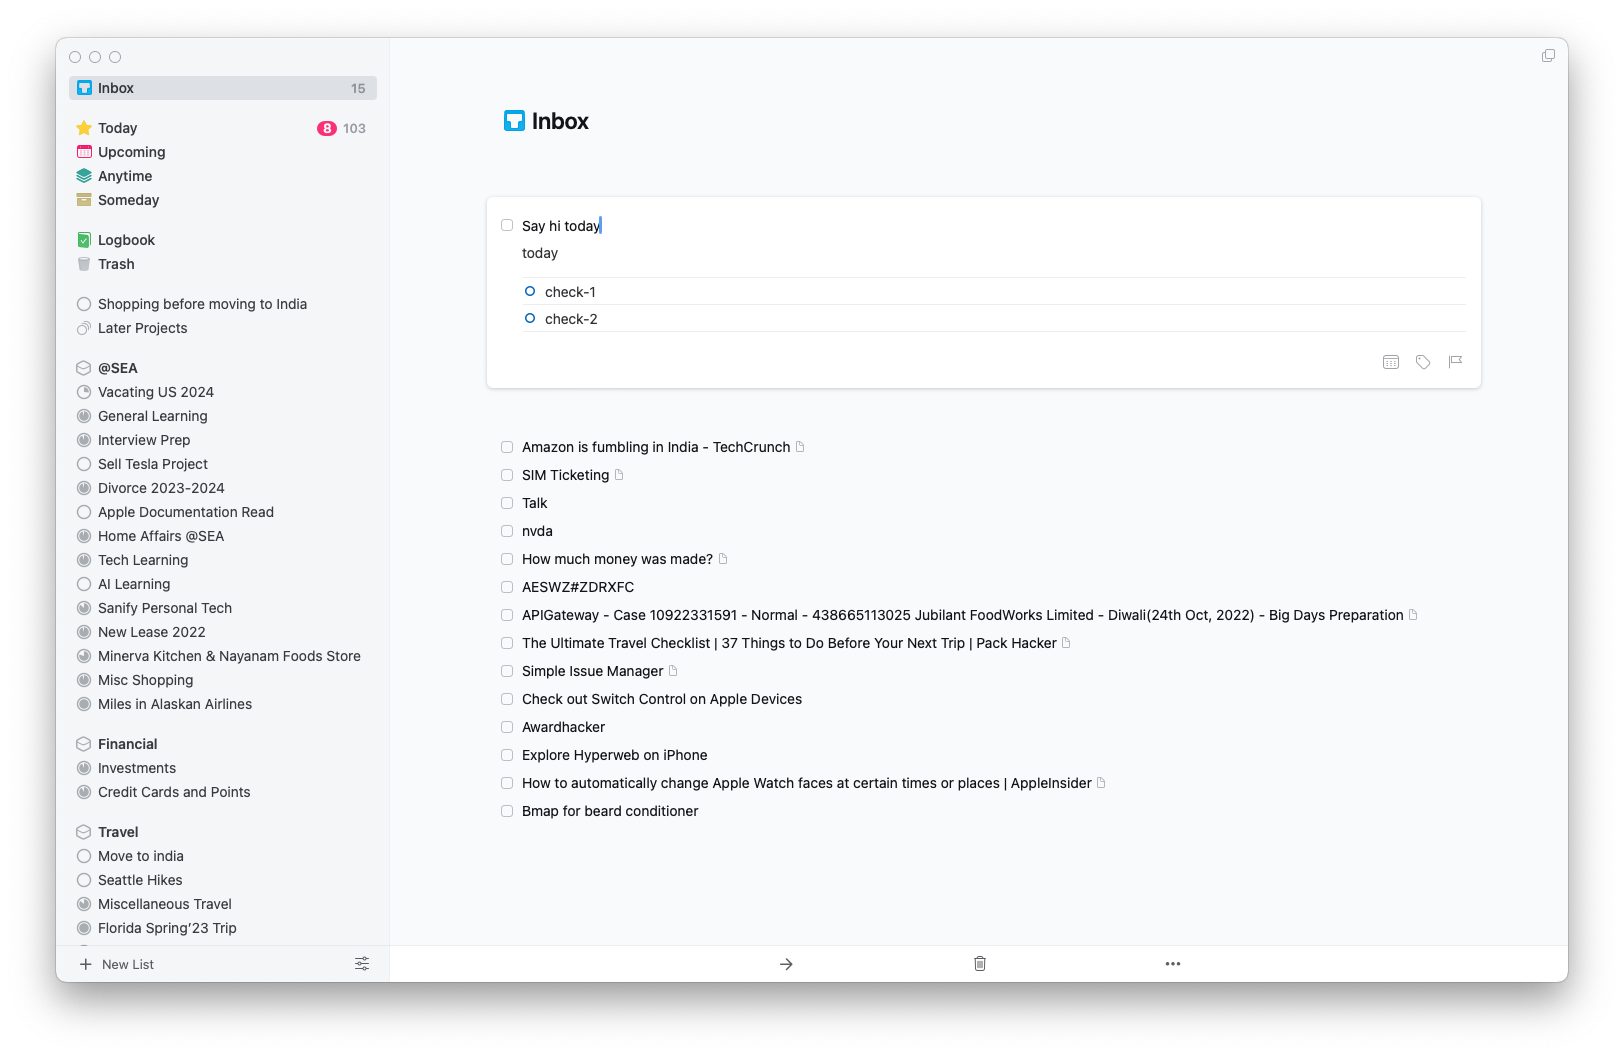 Inbox 15
Today 8 103
Upcoming
Anytime
Someday
Logbook
Trash
Shopping before moving to India
Later Projects
@SEA
Vacating US 2024
General Learning
Interview Prep
Sell Tesla Project
Divorce 2023-2024
Apple Documentation Read
Home Affairs @SEA
Tech Learning
AI Learning
Sanify Personal Tech
New Lease 2022
Minerva Kitchen & Nayanam Foods Store
Misc Shopping
Miles in Alaskan Airlines
Financial
Investments
Credit Cards and Points
Travel
Move to india
Seattle Hikes
Miscellaneous Travel
Florida Spring'23 Trip
New List
Inbox
Say hi today
today
check-1
check-2
Amazon is fumbling in India - TechCrunch
SIM Ticketing
Talk
nvda
How much money was made?
AESWZ#ZDRXFC
APIGateway - Case 10922331591 - Normal - 438665113025 Jubilant FoodWorks Limited - Diwali(24th Oct, 2022) - Big Days Preparation
The Ultimate Travel Checklist | 37 Things to Do Before Your Next Trip | Pack Hacker
Simple Issue Manager
Check out Switch Control on Apple Devices
Awardhacker
Explore Hyperweb on iPhone
How to automatically change Apple Watch faces at certain times or places | AppleInsider
Bmap for beard conditioner